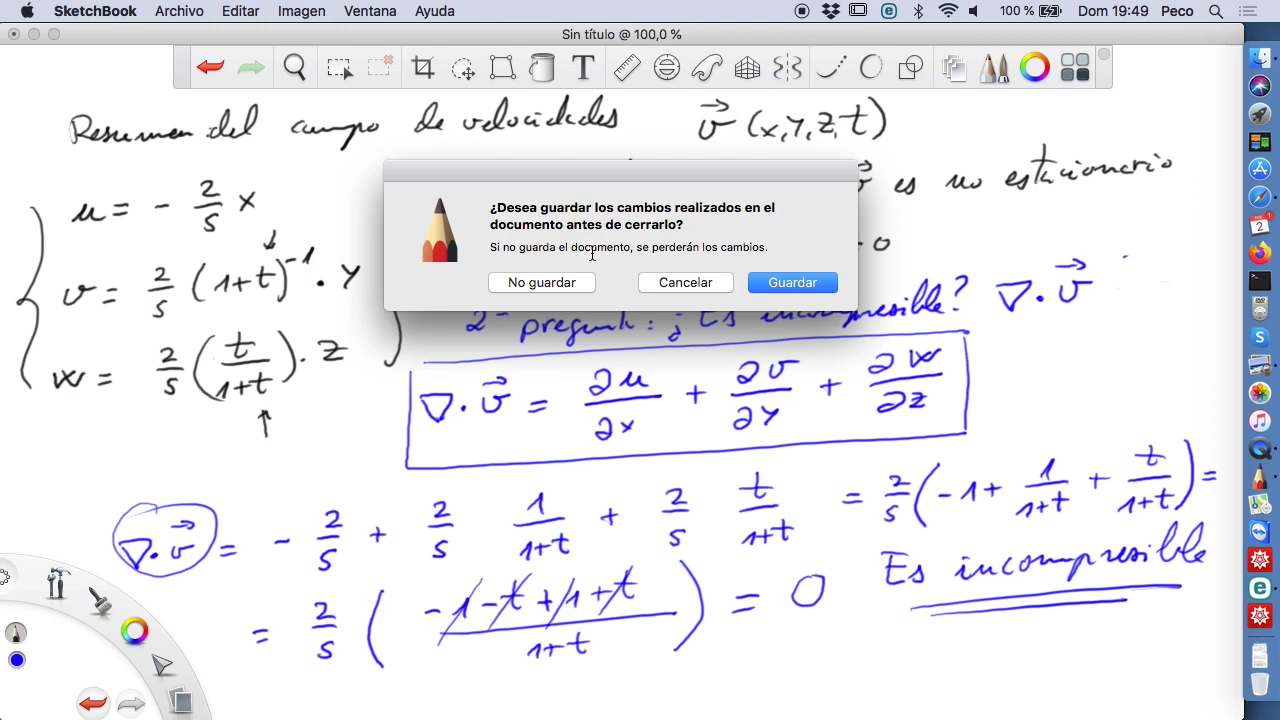 SketchBook Archivo Editar Imagen Ventana Ayuda 100 % Dom 19:49 Peco
Sin título @ 100,0 %
Resumen del campo de velocidades v⃗ (x,y,z,t)
es no estacionario
u = - 2/5 x
v = 2/5 (1+t)⁻¹ · y
w = 2/5 (t/1+t) · z
¿Desea guardar los cambios realizados en el
documento antes de cerrarlo?
Si no guarda el documento, se perderán los cambios.
No guardar Cancelar Guardar
2ª pregunta: ¿Es incompresible? ∇·v⃗
∇·v⃗ = ∂u/∂x + ∂v/∂y + ∂w/∂z
∇·v⃗ = - 2/5 + 2/5 1/1+t + 2/5 t/1+t = 2/5 (-1 + 1/1+t + t/1+t) =
= 2/5 (-1-t+1+t/1+t) = 0
Es incompresible